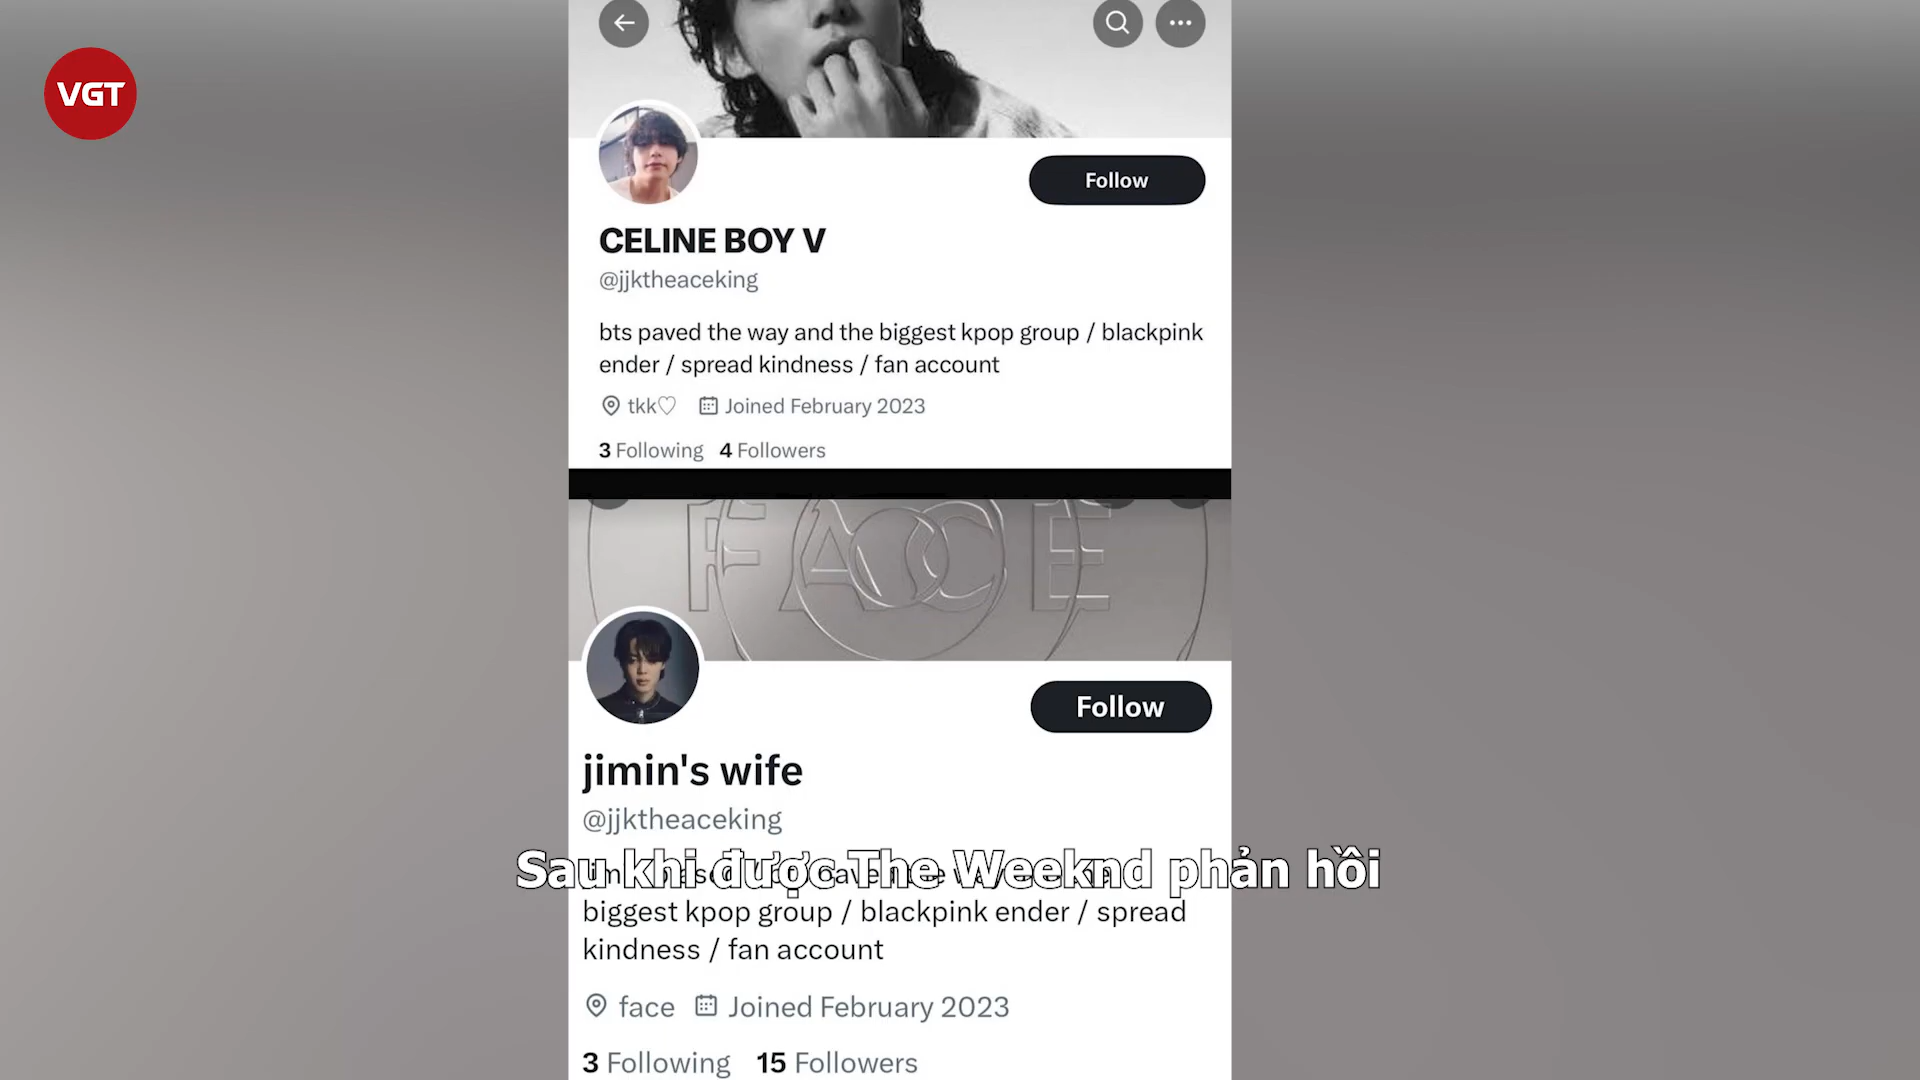 VGT
Follow
CELINE BOY V
@jjktheaceking
bts paved the way and the biggest kpop group / blackpink
ender / spread kindness / fan account
tkk♡ Joined February 2023
3 Following 4 Followers
FACE
Follow
jimin's wife
@jjktheaceking
Sau khi được The Weeknd phản hồi
biggest kpop group / blackpink ender / spread
kindness / fan account
face Joined February 2023
3 Following 15 Followers